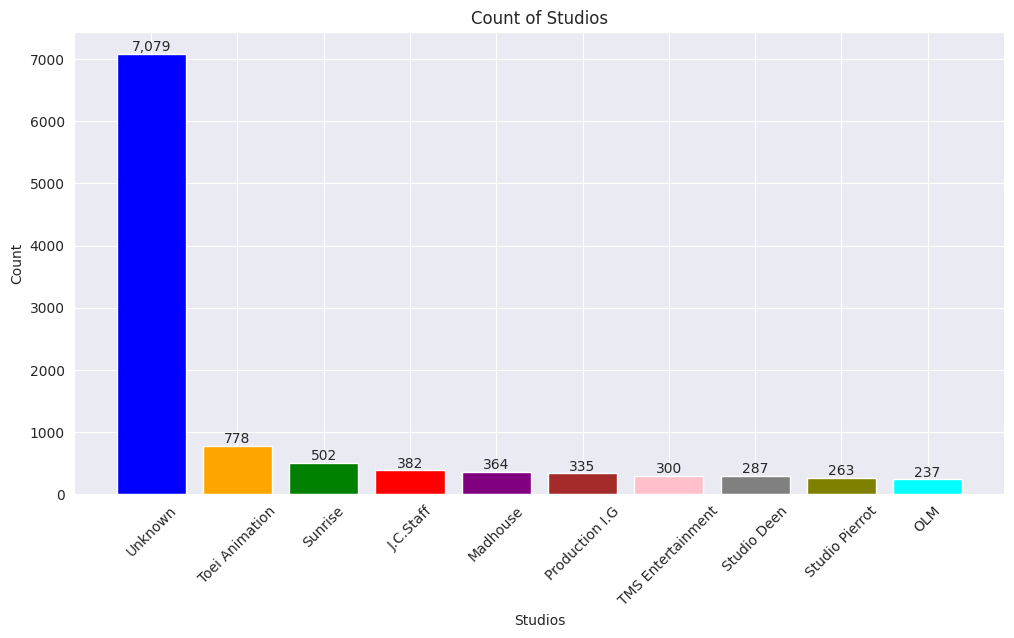 Count of Studios
Count
7000
6000
5000
4000
3000
2000
1000
0
7,079
778
502
382
364
335
300
287
263
237
Unknown
Toei Animation
Sunrise
J.C.Staff
Madhouse
Production I.G
TMS Entertainment
Studio Deen
Studio Pierrot
OLM
Studios